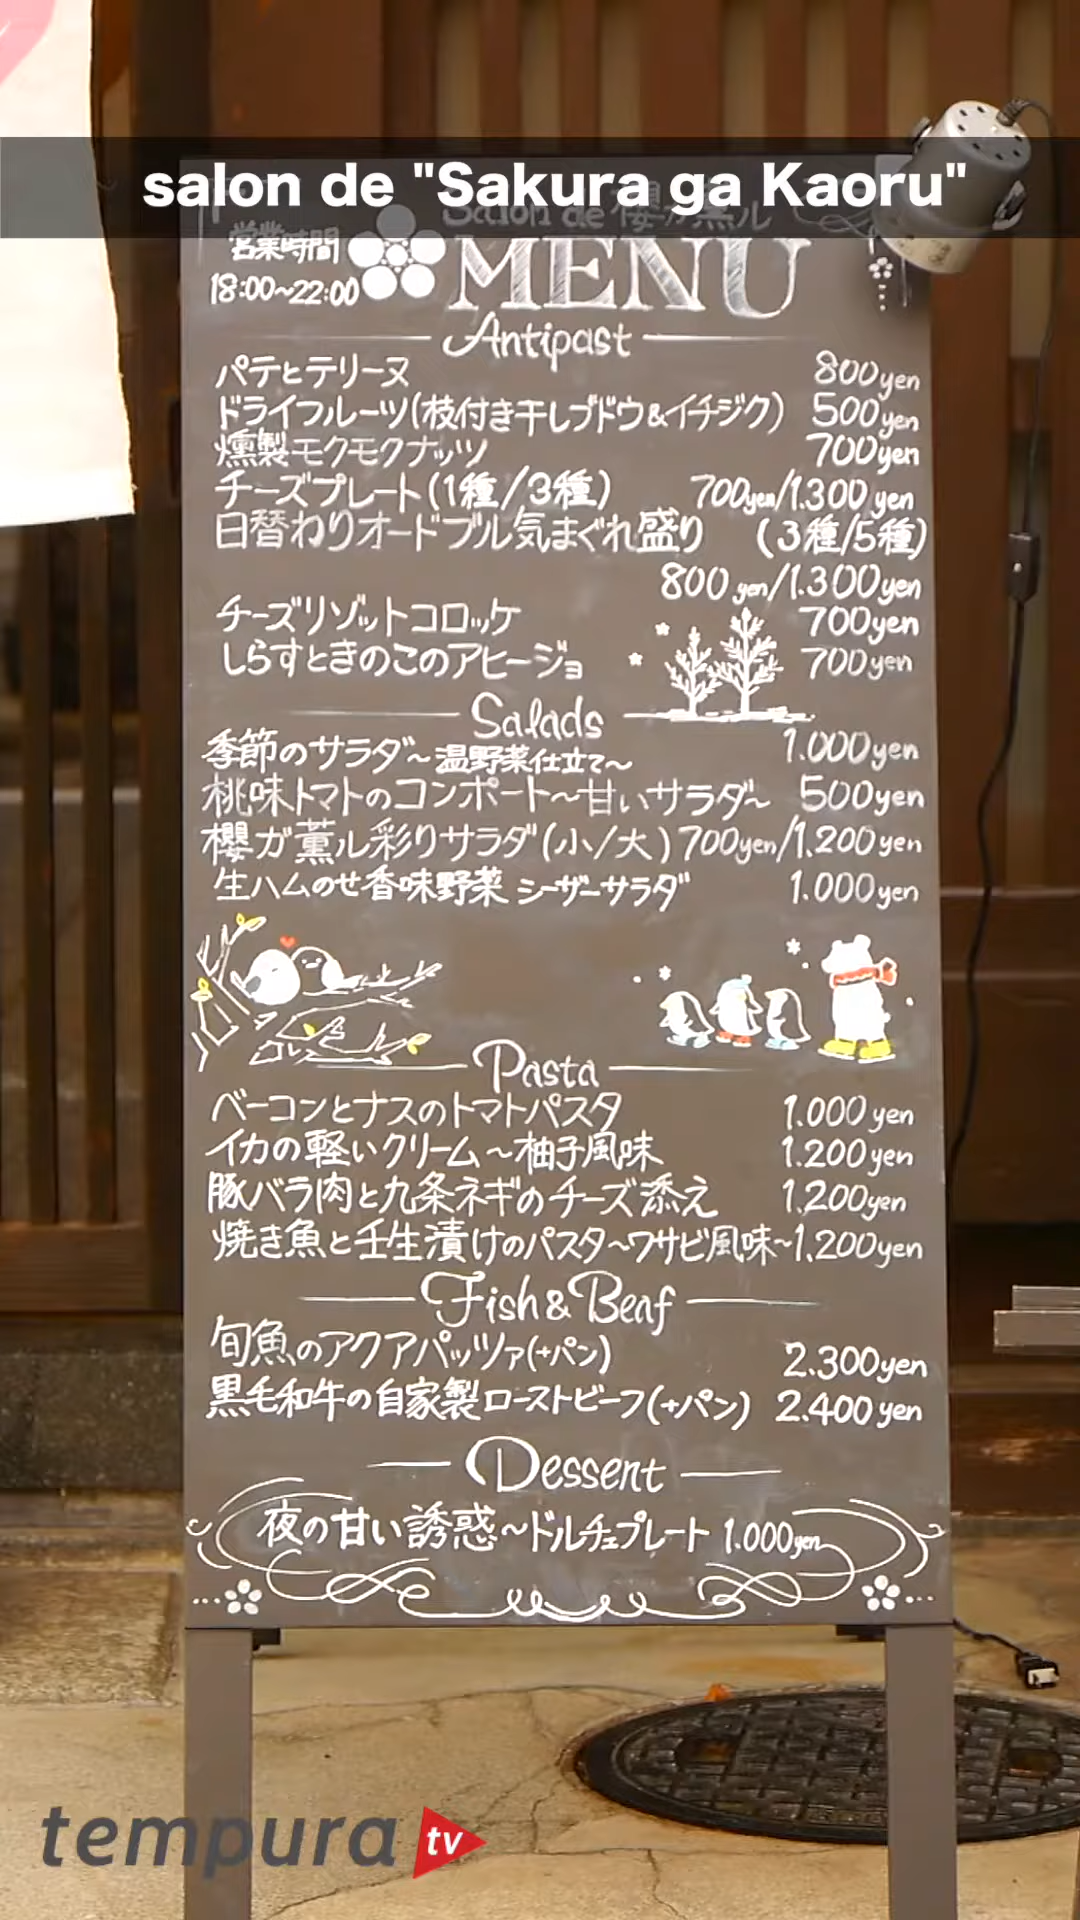 salon de "Sakura ga Kaoru"
Salon de 櫻ガ薫ル
営業時間
18:00~22:00
MENU
Antipast
パテとテリーヌ 800yen
ドライフルーツ(枝付き干しブドウ&イチジク) 500yen
燻製モクモクナッツ 700yen
チーズプレート(1種/3種) 700yen/1.300yen
日替わりオードブル気まぐれ盛り (3種/5種)
800yen/1.300yen
チーズリゾットコロッケ 700yen
しらすときのこのアヒージョ 700yen
Salads
季節のサラダ~温野菜仕立て~ 1.000yen
桃味トマトのコンポート~甘いサラダ~ 500yen
櫻ガ薫ル彩りサラダ(小/大) 700yen/1.200yen
生ハムのせ香味野菜 シーザーサラダ 1.000yen
Pasta
ベーコンとナスのトマトパスタ 1.000yen
イカの軽いクリーム~柚子風味 1.200yen
豚バラ肉と九条ネギのチーズ添え 1,200yen
焼き魚と壬生漬けのパスタ~ワサビ風味~1,200yen
Fish&Beaf
旬魚のアクアパッツァ(+パン) 2.300yen
黒毛和牛の自家製ローストビーフ(+パン) 2.400yen
Dessent
夜の甘い誘惑~ドルチェプレート 1.000yen
tempura tv